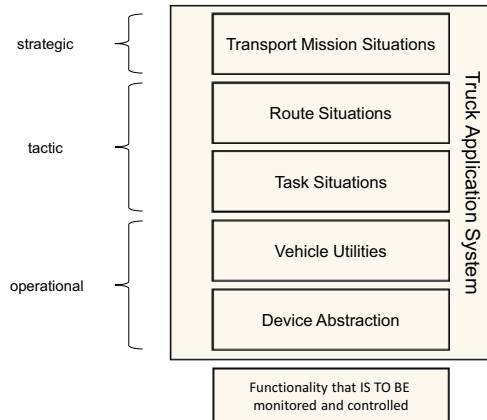 strategic
Transport Mission Situations
Route Situations
tactic
Task Situations
Vehicle Utilities
operational
Device Abstraction
Truck Application System
Functionality that IS TO BE
monitored and controlled